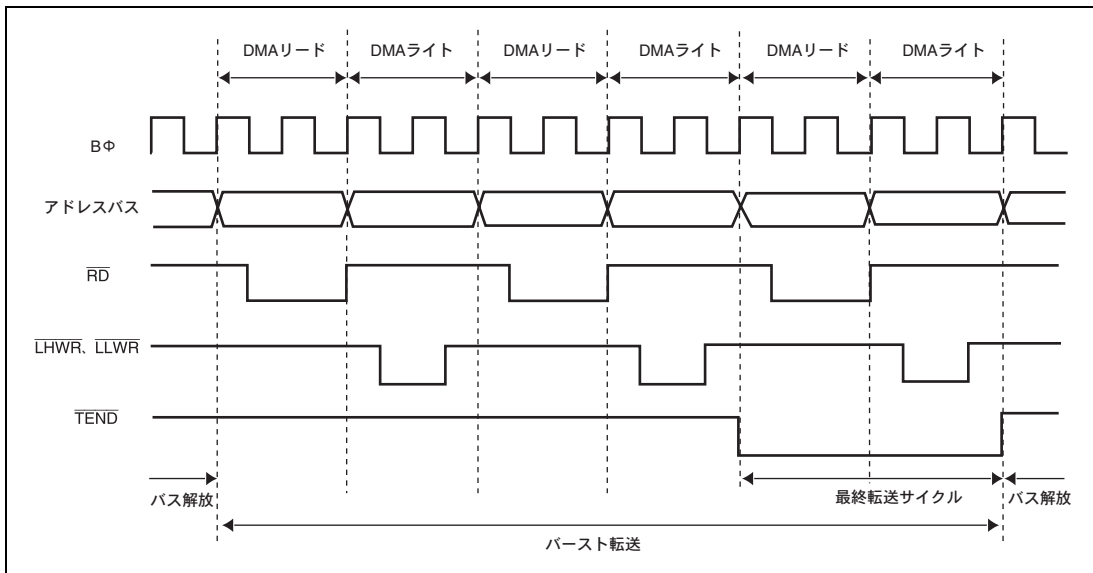 DMAリード DMAライト DMAリード DMAライト DMAリード DMAライト
BΦ
アドレスバス
RD
LHWR、LLWR
TEND
バス解放 最終転送サイクル バス解放
バースト転送